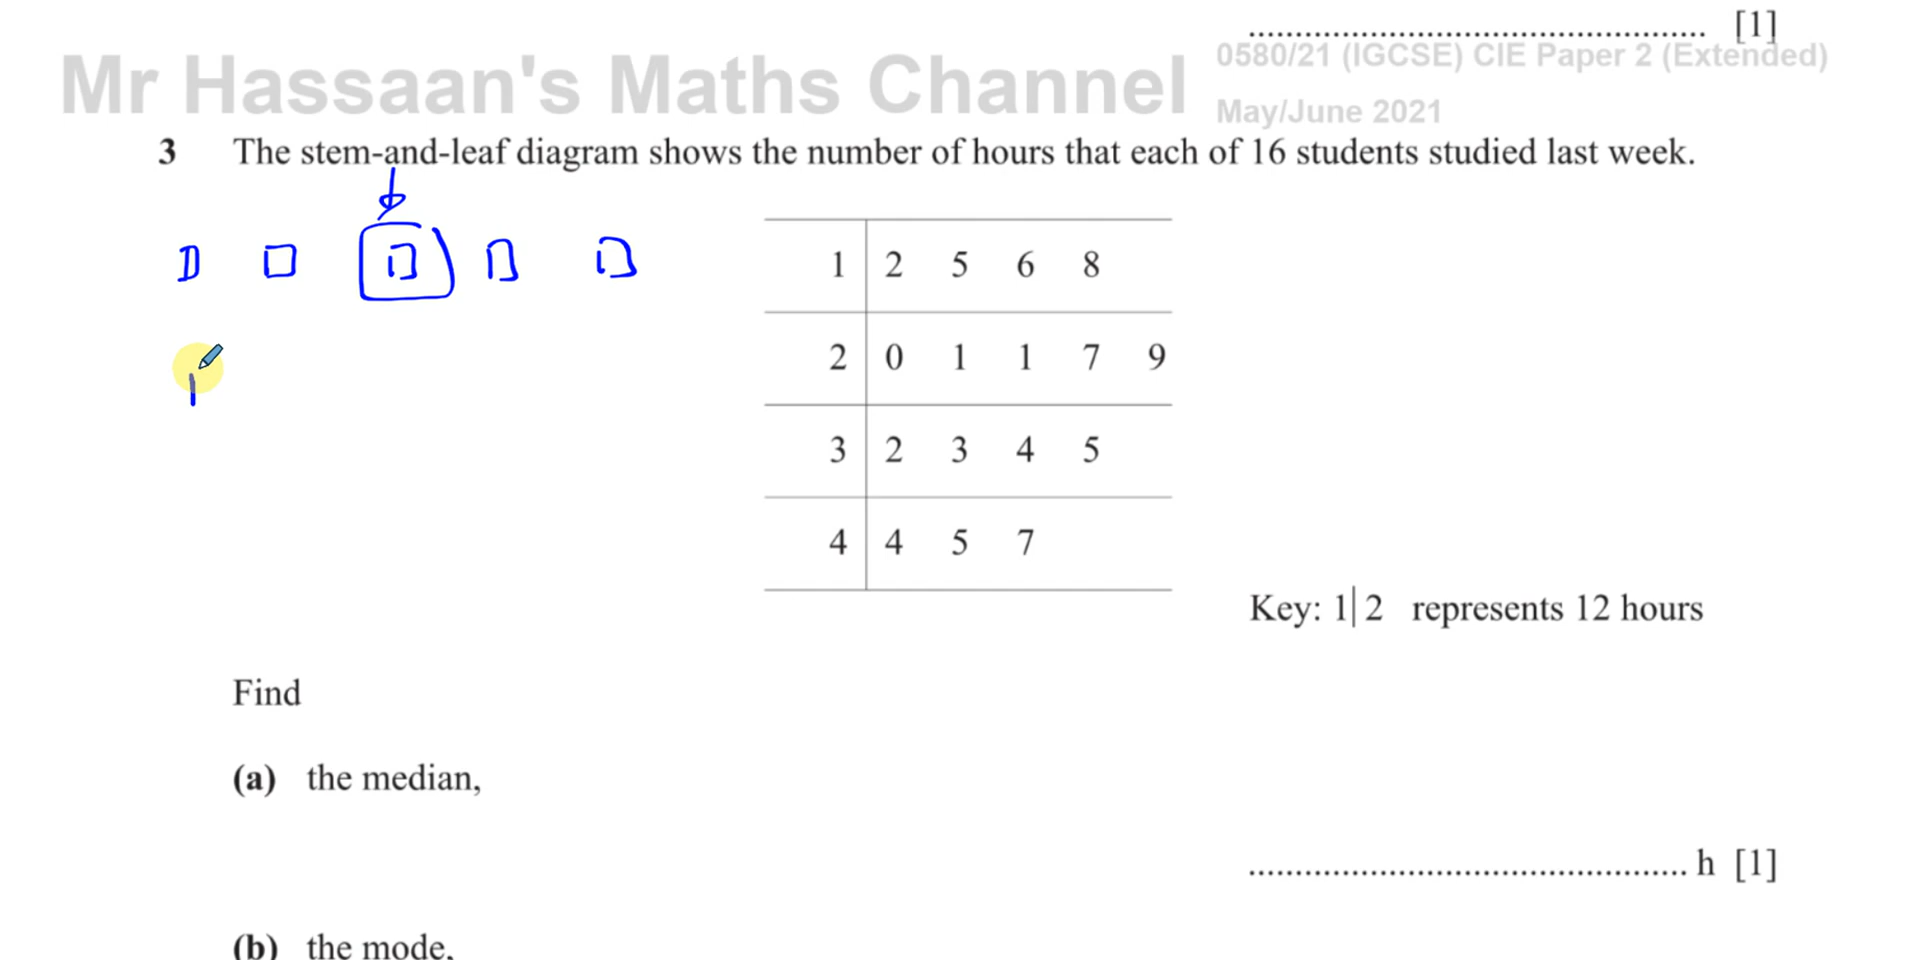 .................................................. [1]
Mr Hassaan's Maths Channel
0580/21 (IGCSE) CIE Paper 2 (Extended)
May/June 2021
3 The stem-and-leaf diagram shows the number of hours that each of 16 students studied last week.
1 2 5 6 8
2 0 1 1 7 9
3 2 3 4 5
4 4 5 7
Key: 1|2 represents 12 hours
Find
(a) the median,
................................................ h [1]
(b) the mode,